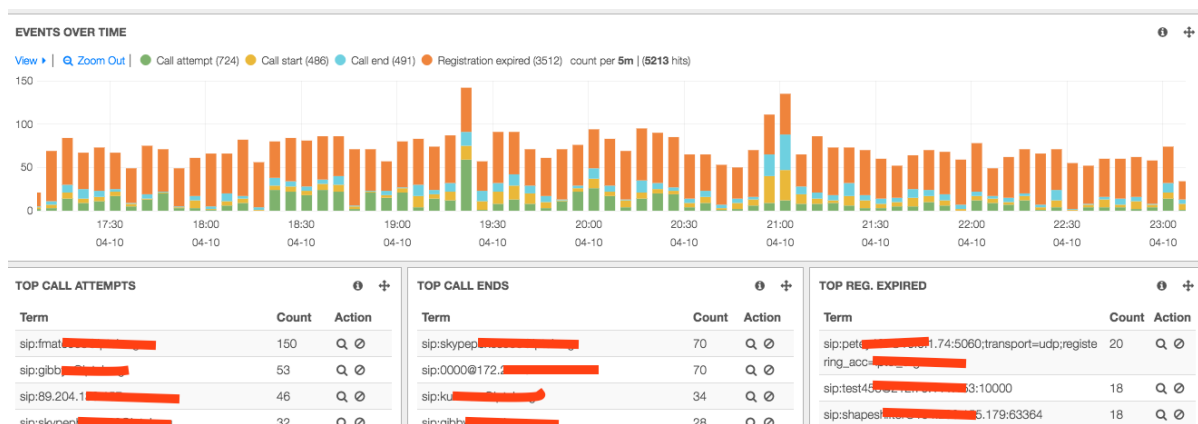 EVENTS OVER TIME
View Zoom Out Call attempt (724) Call start (486) Call end (491) Registration expired (3512) count per 5m | (5213 hits)
150
100
50
0
17:30 18:00 18:30 19:00 19:30 20:00 20:30 21:00 21:30 22:00 22:30 23:00
04-10 04-10 04-10 04-10 04-10 04-10 04-10 04-10 04-10 04-10 04-10 04-10
TOP CALL ATTEMPTS
Term Count Action
sip:fmat 150
sip:gibb 53
sip:89.204.1 46
sip:skypep 32
TOP CALL ENDS
Term Count Action
sip:skypep 70
sip:0000@172.2 70
sip:ku 34
sip:gibb 28
TOP REG. EXPIRED
Term Count Action
sip:pete .1.74:5060;transport=udp;registe 20
ring_acc=
sip:test45 53:10000 18
sip:shapesh .179:63364 18